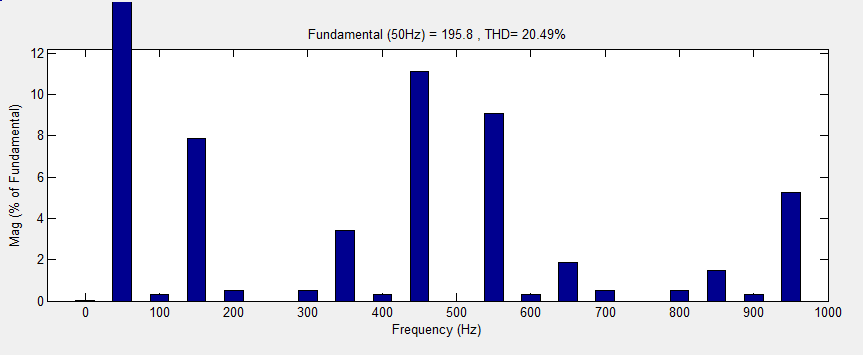 Fundamental (50Hz) = 195.8 , THD= 20.49%
12
10
8
6
4
2
0
Mag (% of Fundamental)
0 100 200 300 400 500 600 700 800 900 1000
Frequency (Hz)